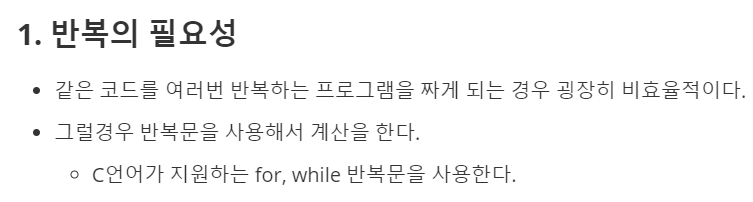 1. 반복의 필요성
같은 코드를 여러번 반복하는 프로그램을 짜게 되는 경우 굉장히 비효율적이다.
그럴경우 반복문을 사용해서 계산을 한다.
C언어가 지원하는 for, while 반복문을 사용한다.